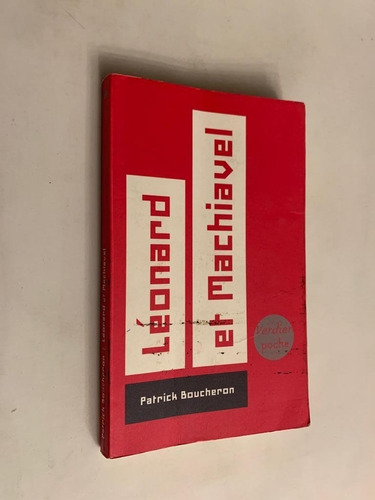 Léonard
et Machiavel
Patrick Boucheron
Verdier
poche